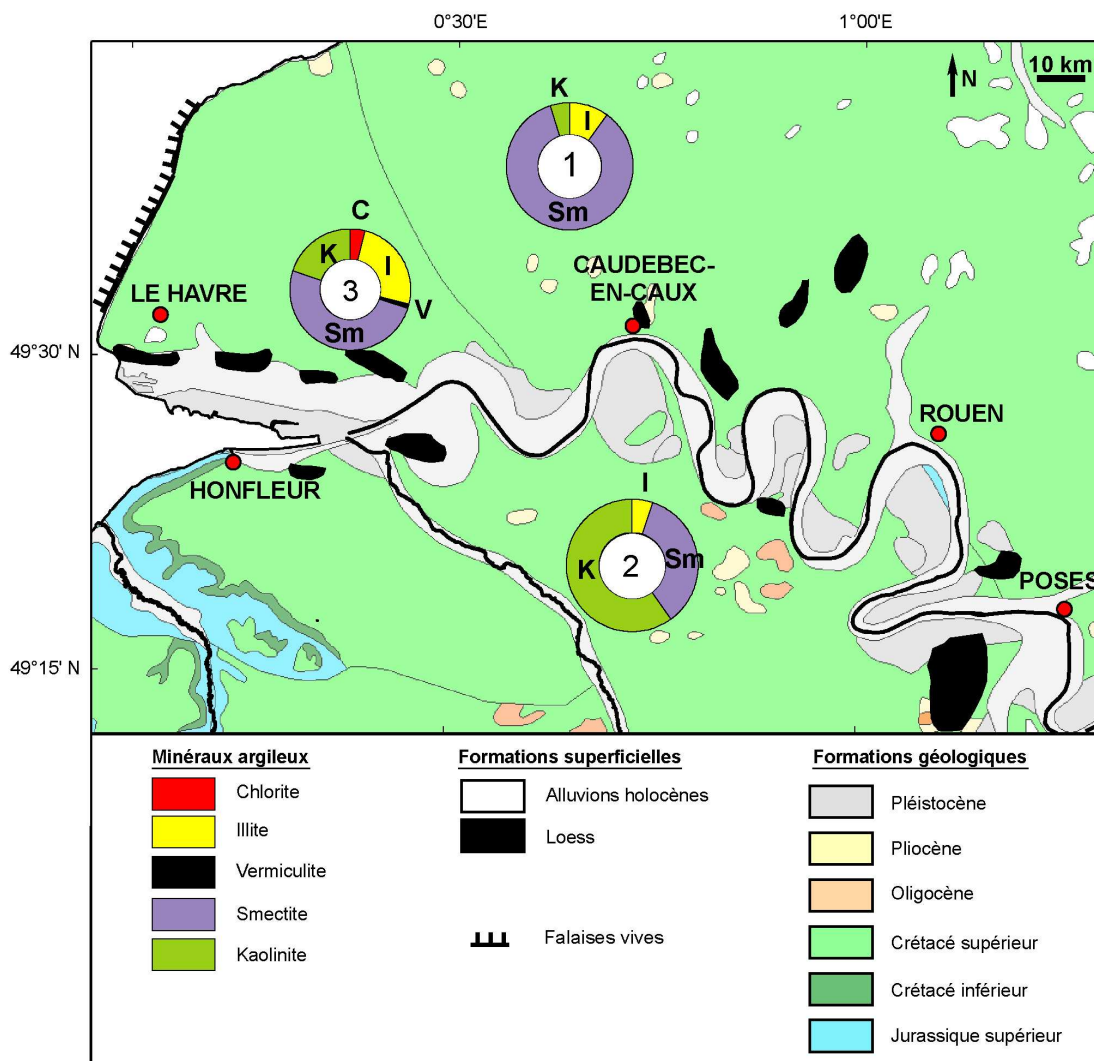 0°30'E
1°00'E
N
10 km
K
I
1
Sm
C
K
I
3
V
Sm
CAUDEBEC-
EN-CAUX
LE HAVRE
49°30' N
ROUEN
HONFLEUR
I
K
Sm
2
POSES
49°15' N
Minéraux argileux
Chlorite
Illite
Vermiculite
Smectite
Kaolinite
Formations superficielles
Alluvions holocènes
Loess
Falaises vives
Formations géologiques
Pléistocène
Pliocène
Oligocène
Crétacé supérieur
Crétacé inférieur
Jurassique supérieur